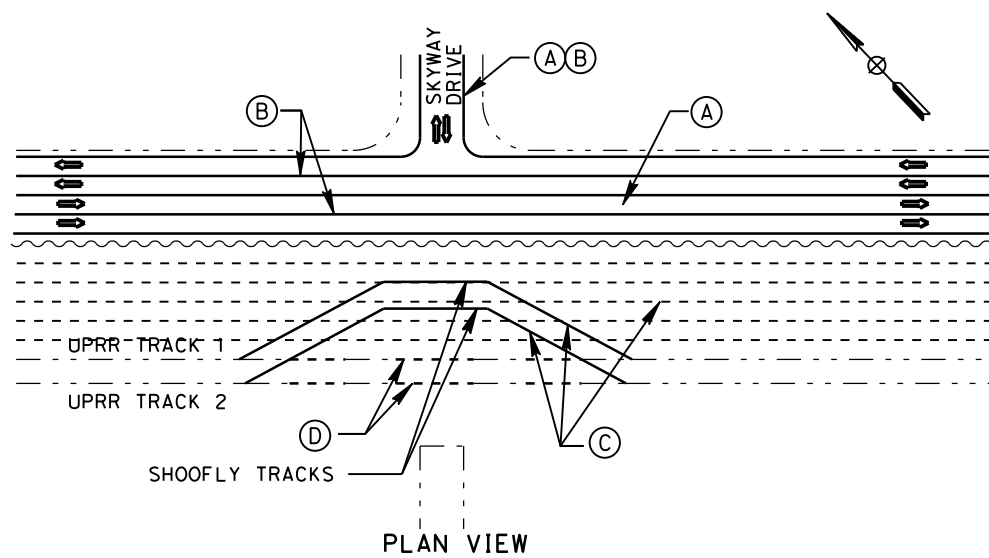 SKYWAY
DRIVE
A B
B
A
UPRR TRACK 1
UPRR TRACK 2
D
C
SHOOFLY TRACKS
PLAN VIEW